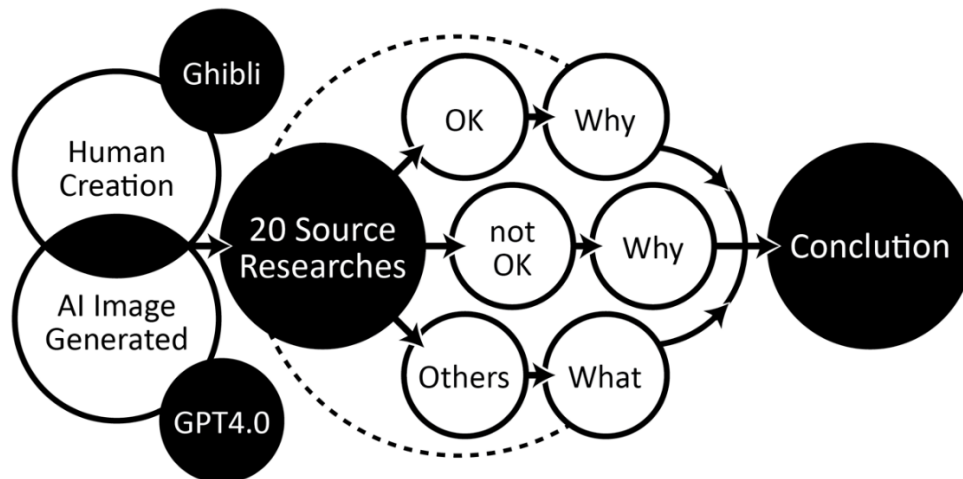 Ghibli
Human
Creation
AI Image
Generated
GPT4.0
20 Source
Researches
OK
Why
not
OK
Why
Others
What
Conclution